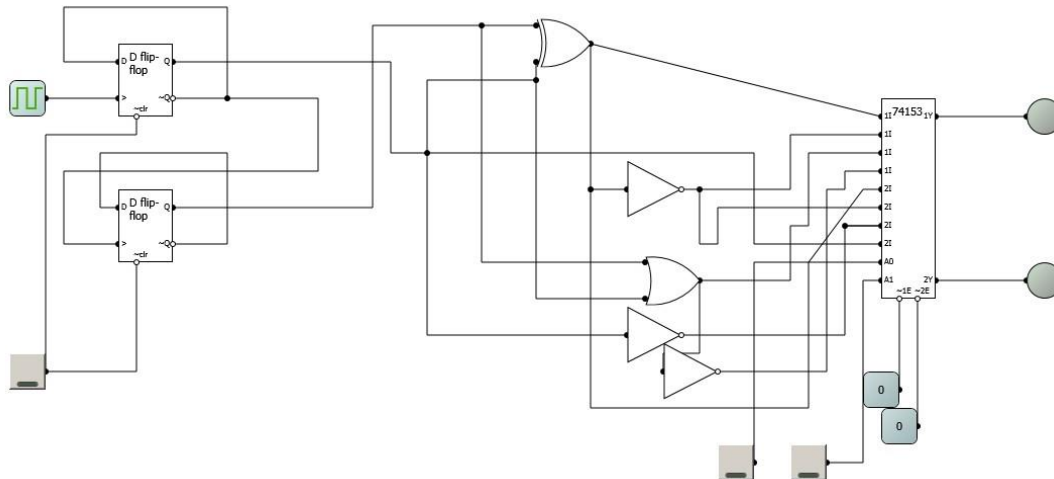 D flip-
flop
D
Q
>
~Q
~clr
D flip-
flop
D
Q
>
~Q
~clr
74153
1I
1Y
1I
1I
1I
2I
2I
2I
2I
A0
A1
2Y
~1E
~2E
0
0